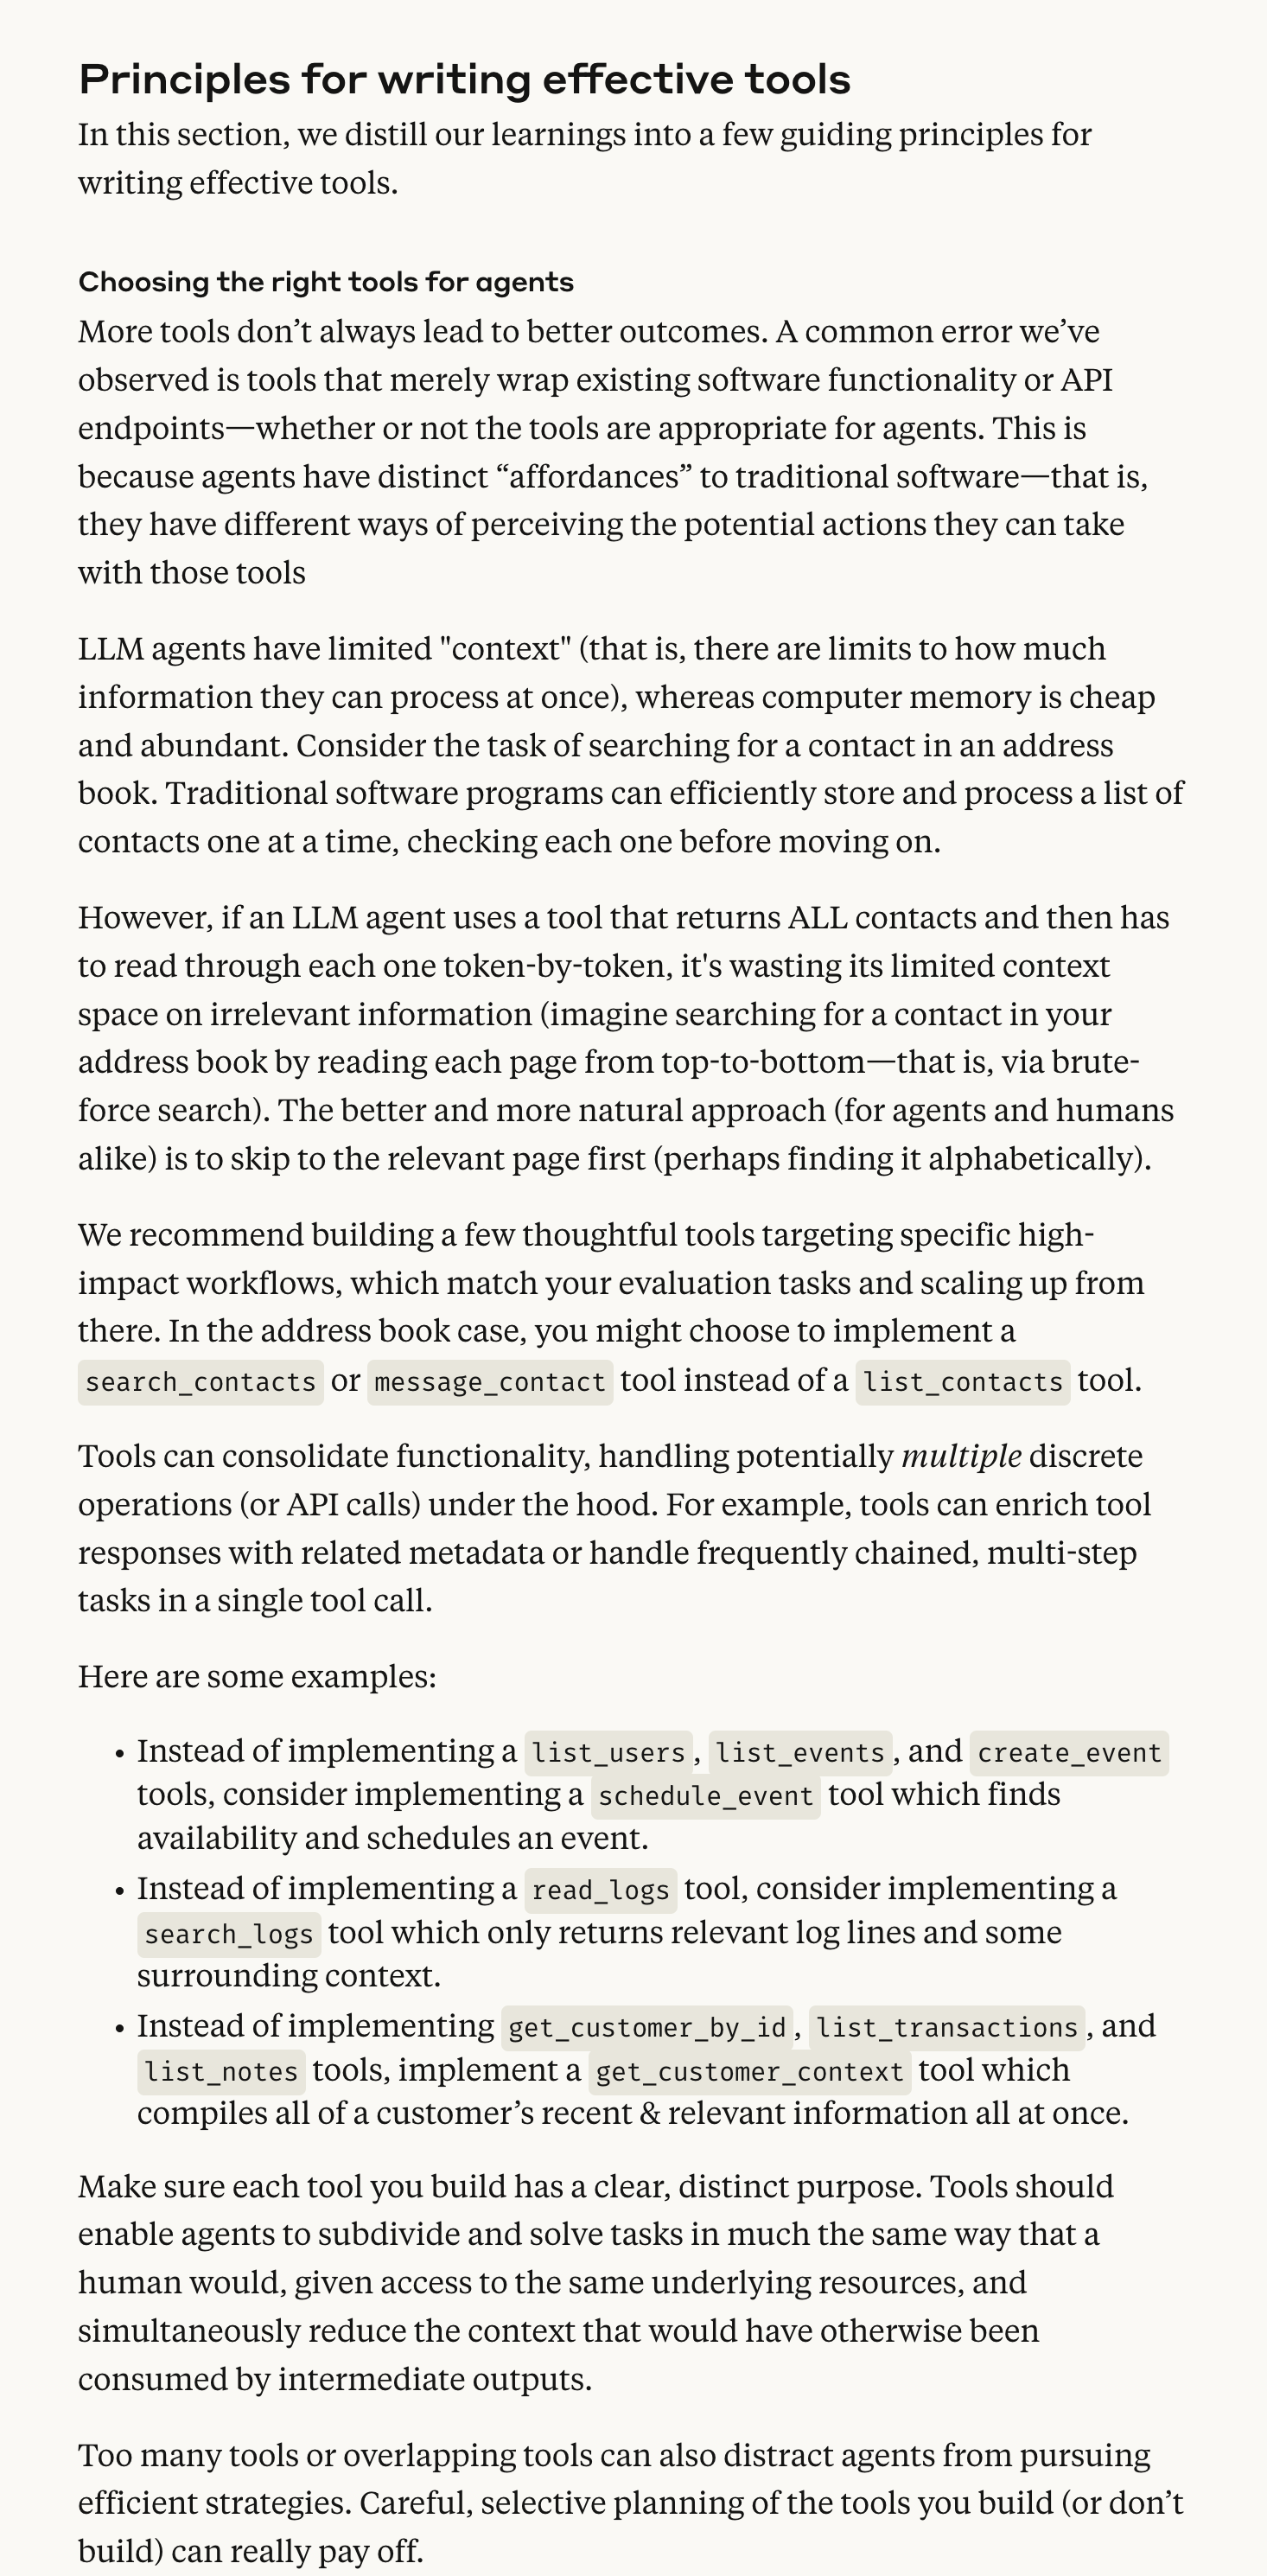 Principles for writing effective tools
In this section, we distill our learnings into a few guiding principles for
writing effective tools.
Choosing the right tools for agents
More tools don’t always lead to better outcomes. A common error we’ve
observed is tools that merely wrap existing software functionality or API
endpoints—whether or not the tools are appropriate for agents. This is
because agents have distinct “affordances” to traditional software—that is,
they have different ways of perceiving the potential actions they can take
with those tools
LLM agents have limited "context" (that is, there are limits to how much
information they can process at once), whereas computer memory is cheap
and abundant. Consider the task of searching for a contact in an address
book. Traditional software programs can efficiently store and process a list of
contacts one at a time, checking each one before moving on.
However, if an LLM agent uses a tool that returns ALL contacts and then has
to read through each one token-by-token, it's wasting its limited context
space on irrelevant information (imagine searching for a contact in your
address book by reading each page from top-to-bottom—that is, via brute-
force search). The better and more natural approach (for agents and humans
alike) is to skip to the relevant page first (perhaps finding it alphabetically).
We recommend building a few thoughtful tools targeting specific high-
impact workflows, which match your evaluation tasks and scaling up from
there. In the address book case, you might choose to implement a
search_contacts or message_contact tool instead of a list_contacts tool.
Tools can consolidate functionality, handling potentially multiple discrete
operations (or API calls) under the hood. For example, tools can enrich tool
responses with related metadata or handle frequently chained, multi-step
tasks in a single tool call.
Here are some examples:
• Instead of implementing a list_users, list_events, and create_event
tools, consider implementing a schedule_event tool which finds
availability and schedules an event.
• Instead of implementing a read_logs tool, consider implementing a
search_logs tool which only returns relevant log lines and some
surrounding context.
• Instead of implementing get_customer_by_id, list_transactions, and
list_notes tools, implement a get_customer_context tool which
compiles all of a customer’s recent & relevant information all at once.
Make sure each tool you build has a clear, distinct purpose. Tools should
enable agents to subdivide and solve tasks in much the same way that a
human would, given access to the same underlying resources, and
simultaneously reduce the context that would have otherwise been
consumed by intermediate outputs.
Too many tools or overlapping tools can also distract agents from pursuing
efficient strategies. Careful, selective planning of the tools you build (or don’t
build) can really pay off.